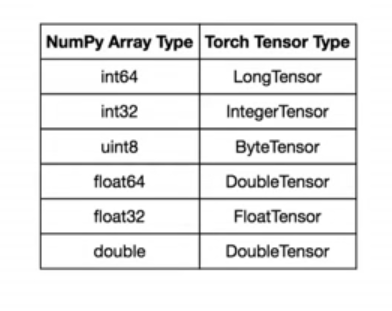 NumPy Array Type Torch Tensor Type
int64 LongTensor
int32 IntegerTensor
uint8 ByteTensor
float64 DoubleTensor
float32 FloatTensor
double DoubleTensor